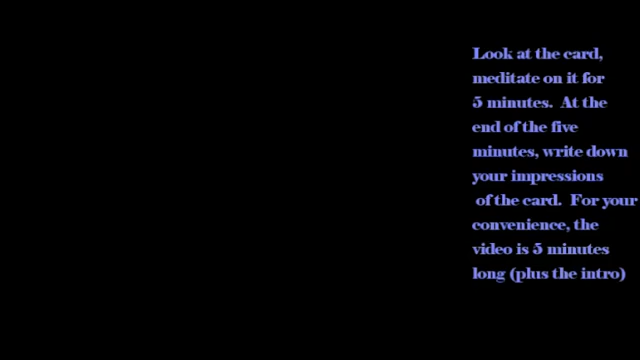 Look at the card,
meditate on it for
5 minutes.  At the
end of the five
minutes, write down
your impressions
of the card.  For your
convenience, the
video is 5 minutes
long (plus the intro)